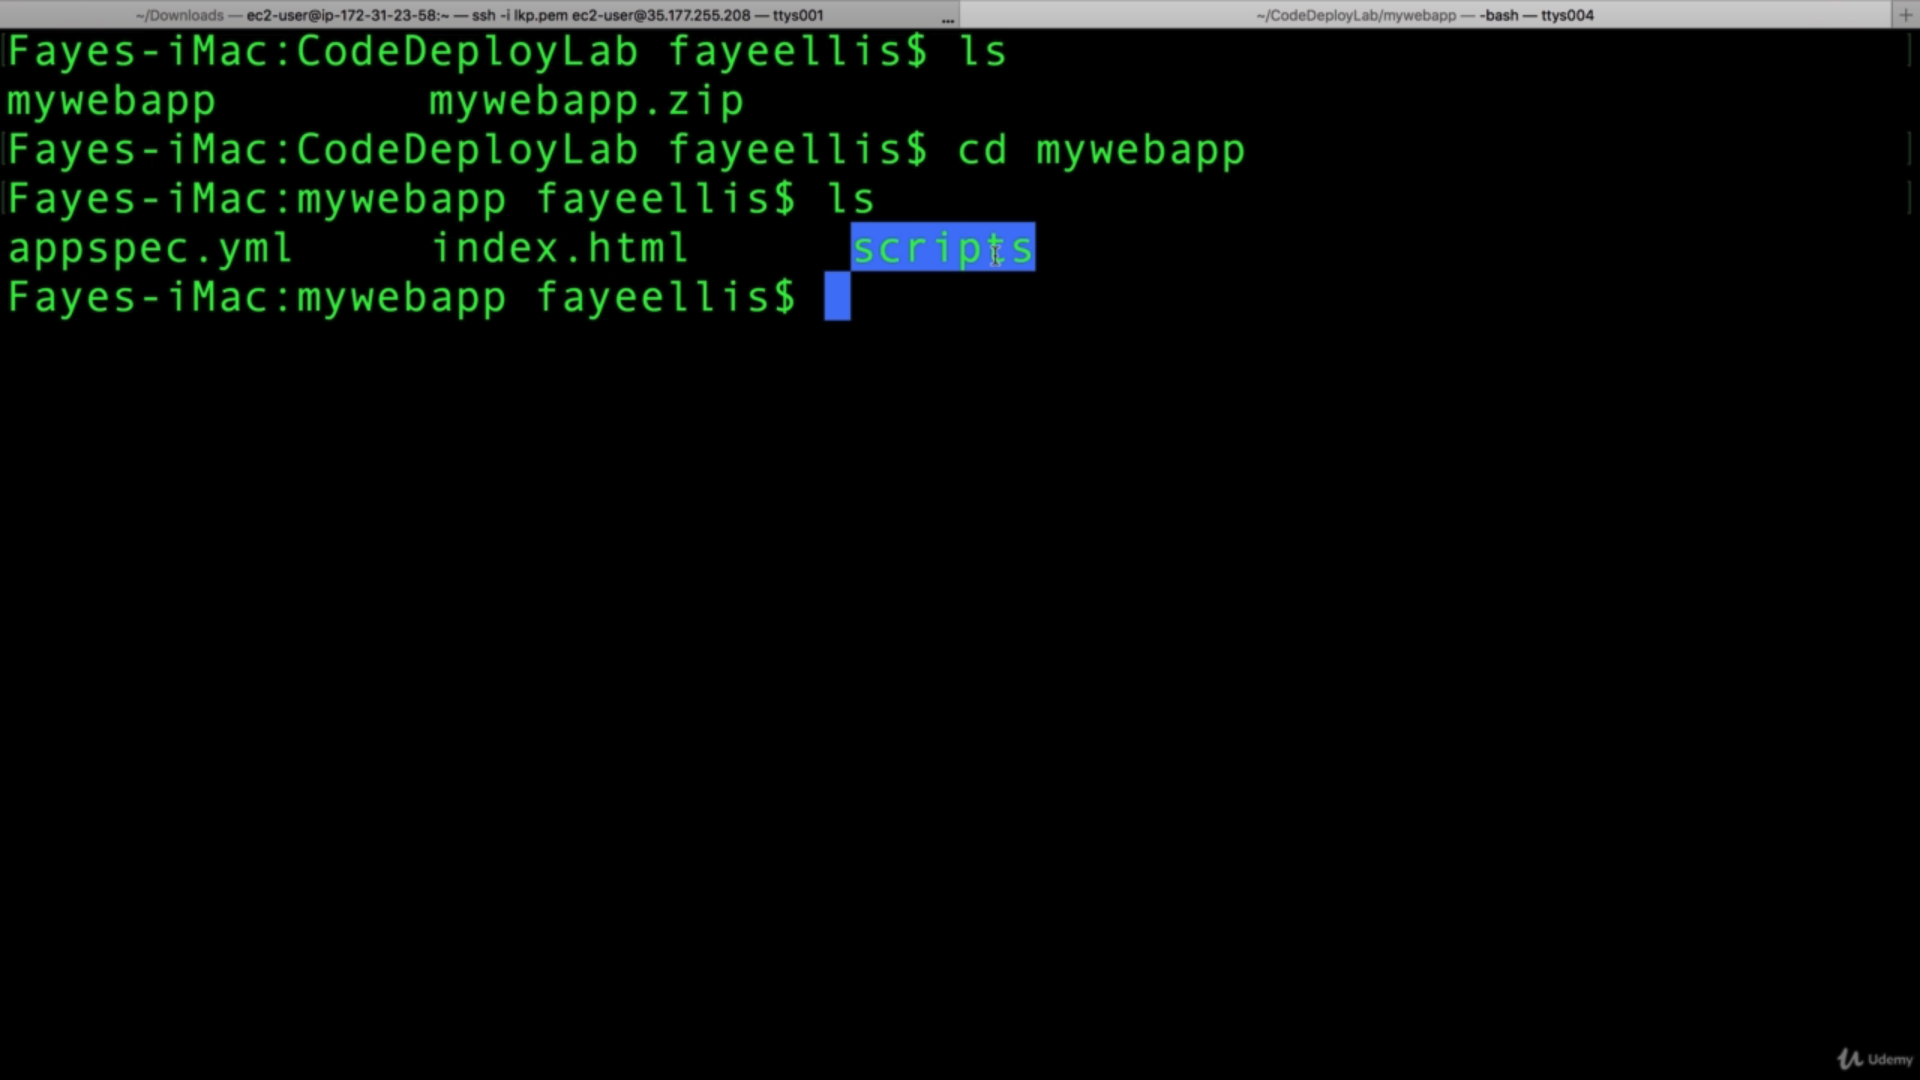 ~/Downloads — ec2-user@ip-172-31-23-58:~ — ssh -i lkp.pem ec2-user@35.177.255.208 — ttys001 ... ~/CodeDeployLab/mywebapp — -bash — ttys004 +
Fayes-iMac:CodeDeployLab fayeellis$ ls
mywebapp mywebapp.zip
Fayes-iMac:CodeDeployLab fayeellis$ cd mywebapp
Fayes-iMac:mywebapp fayeellis$ ls
appspec.yml index.html scripts
Fayes-iMac:mywebapp fayeellis$
Udemy